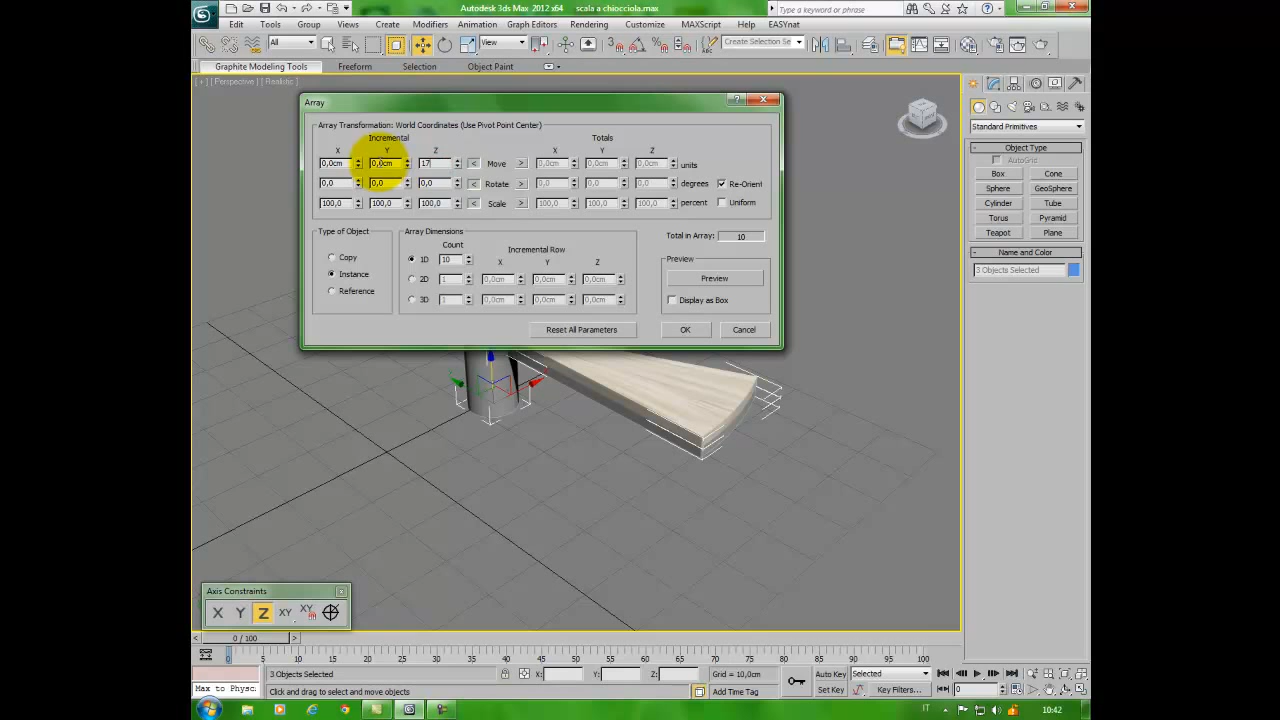 Autodesk 3ds Max 2012 x64 scala a chiocciola.max
Type a keyword or phrase
Edit Tools Group Views Create Modifiers Animation Graph Editors Rendering Customize MAXScript Help EASYnat
All View Create Selection Se
Graphite Modeling Tools Freeform Selection Object Paint
[ + ] [ Perspective ] [ Realistic ]
Array
Array Transformation: World Coordinates (Use Pivot Point Center)
Incremental Totals
X Y Z X Y Z
0,0cm 0,0cm 17 < Move > 0,0cm 0,0cm 0,0cm units
0,0 0,0 0,0 < Rotate > 0,0 0,0 0,0 degrees Re-Orient
100,0 100,0 100,0 < Scale > 100,0 100,0 100,0 percent Uniform
Type of Object
Copy
Instance
Reference
Array Dimensions
Count
Incremental Row
X Y Z
1D 10
2D 1 0,0cm 0,0cm 0,0cm
3D 1 0,0cm 0,0cm 0,0cm
Total in Array: 10
Preview
Preview
Display as Box
Reset All Parameters OK Cancel
Standard Primitives
- Object Type
AutoGrid
Box Cone
Sphere GeoSphere
Cylinder Tube
Torus Pyramid
Teapot Plane
- Name and Color
3 Objects Selected
Axis Constraints
X Y Z XY XY
< 0 / 100 >
0 5 10 15 20 25 30 35 40 45 50 55 60 65 70 75 80 85 90 95 100
3 Objects Selected X: Y: Z: Grid = 10,0cm Auto Key Selected
Max to Physc Click and drag to select and move objects Add Time Tag Set Key Key Filters... 0
IT 10:42